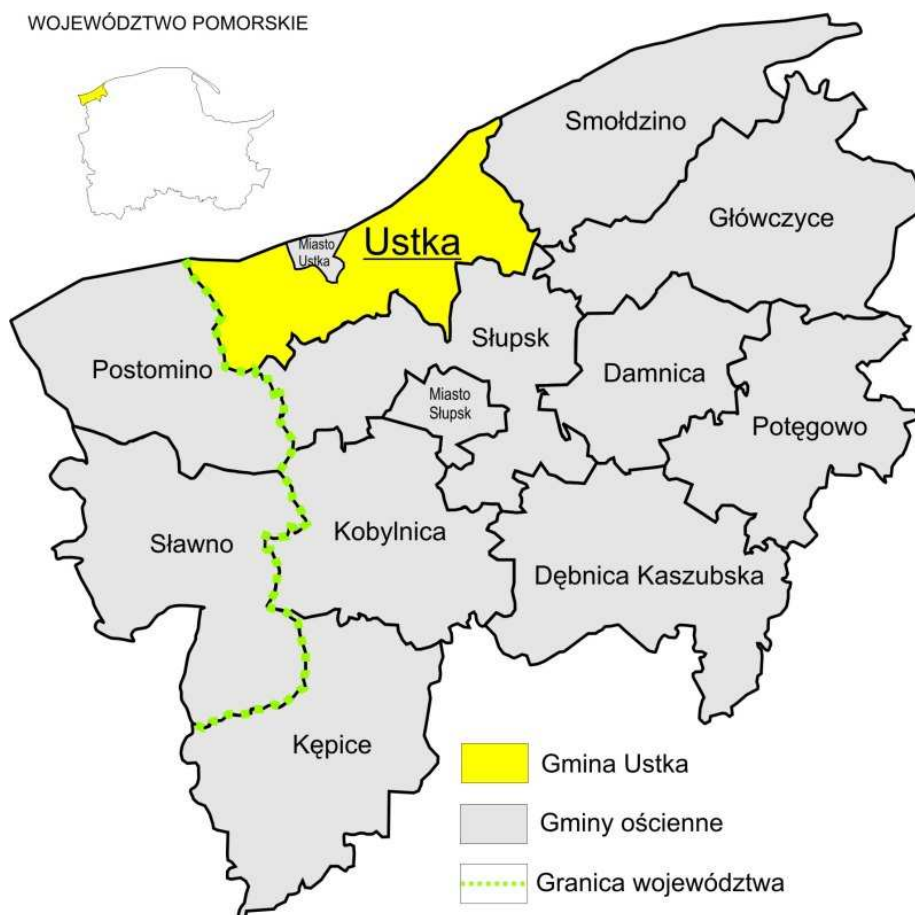 WOJEWÓDZTWO POMORSKIE
Smołdzino
Główczyce
Miasto
Ustka
Ustka
Słupsk
Postomino
Damnica
Miasto
Słupsk
Potęgowo
Sławno
Kobylnica
Dębnica Kaszubska
Kępice
Gmina Ustka
Gminy ościenne
Granica województwa